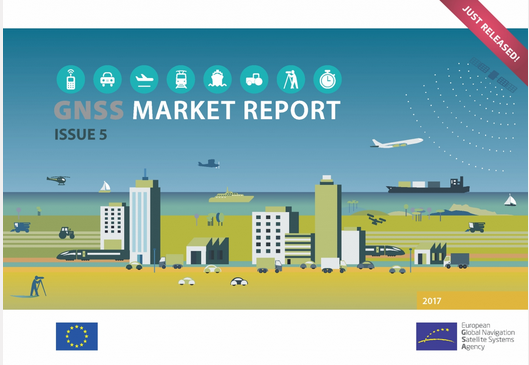 JUST RELEASED!
GNSS MARKET REPORT
ISSUE 5
2017
European
Global Navigation
Satellite Systems
Agency